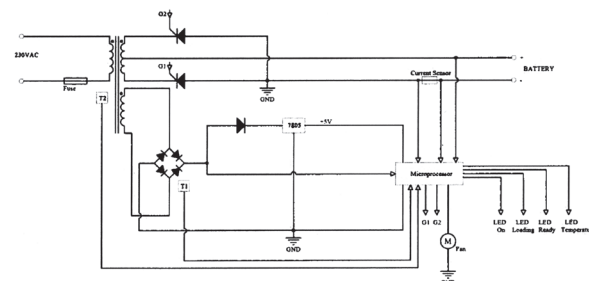 G2
230VAC
G1
Fuse
T2
Current Sensor
BATTERY
GND
7805
+5V
T1
Microprocessor
G1 G2
LED On
LED Loading
LED Ready
LED Temperate
M
Fan
GND